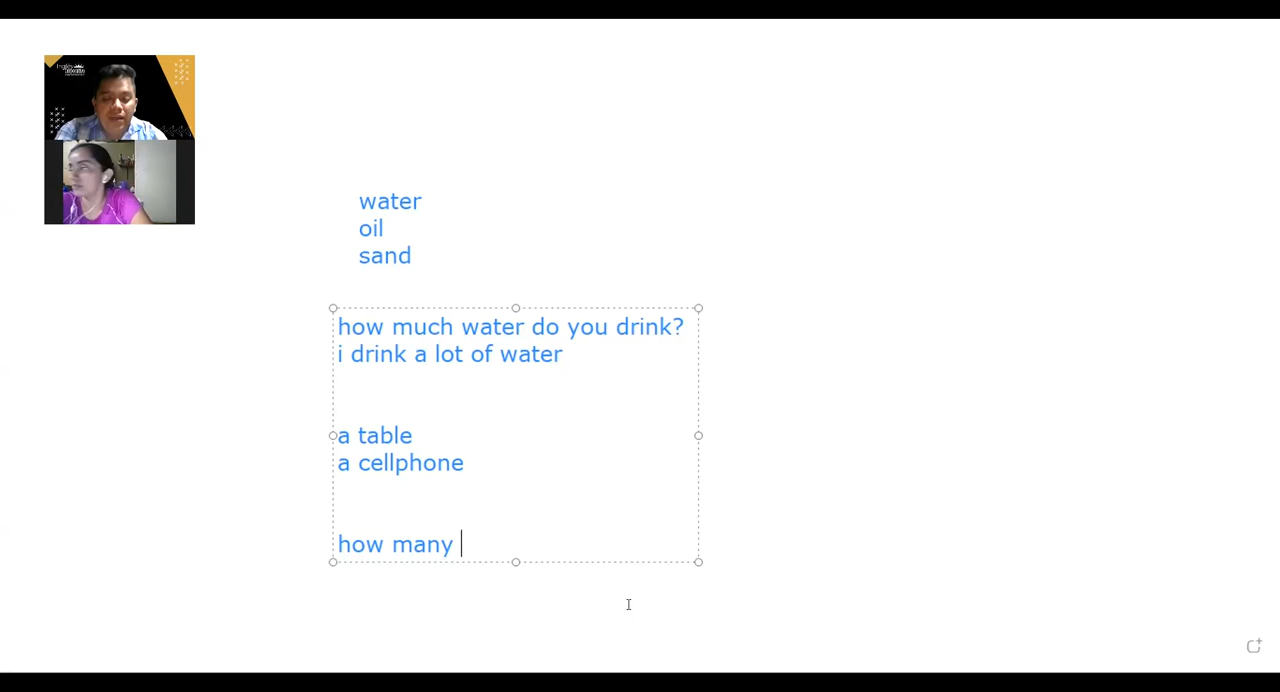 water
oil
sand
how much water do you drink?
i drink a lot of water
a table
a cellphone
how many